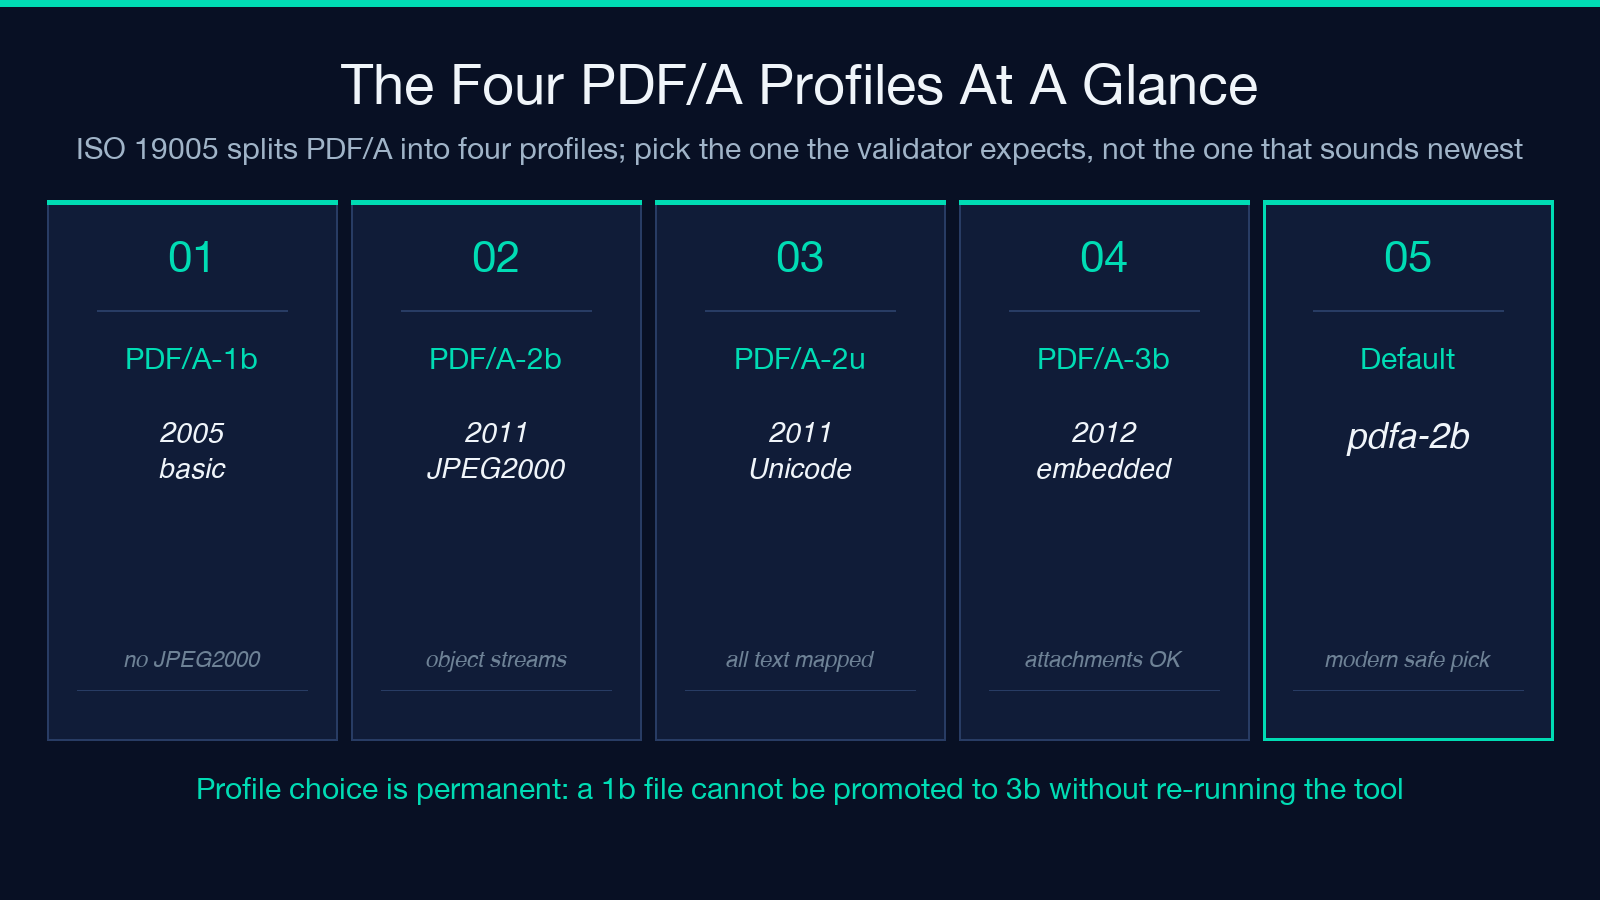 The Four PDF/A Profiles At A Glance
ISO 19005 splits PDF/A into four profiles; pick the one the validator expects, not the one that sounds newest
01
PDF/A-1b
2005
basic
no JPEG2000
02
PDF/A-2b
2011
JPEG2000
object streams
03
PDF/A-2u
2011
Unicode
all text mapped
04
PDF/A-3b
2012
embedded
attachments OK
05
Default
pdfa-2b
modern safe pick
Profile choice is permanent: a 1b file cannot be promoted to 3b without re-running the tool